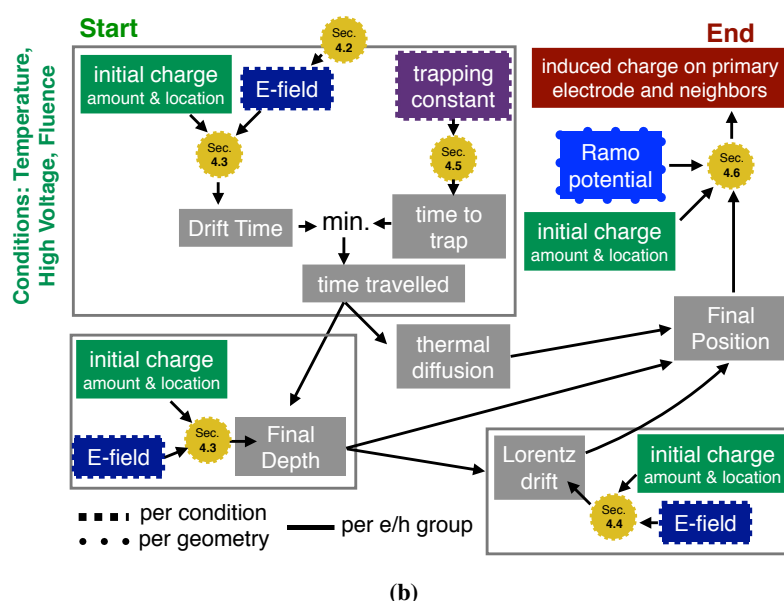 Start
End
Conditions: Temperature,
High Voltage, Fluence
Sec.
4.2
initial charge
amount & location
E-field
trapping
constant
induced charge on primary
electrode and neighbors
Sec.
4.3
Sec.
4.5
Ramo
potential
Sec.
4.6
Drift Time
min.
time to
trap
initial charge
amount & location
time travelled
thermal
diffusion
Final
Position
initial charge
amount & location
E-field
Sec.
4.3
Final
Depth
Lorentz
drift
initial charge
amount & location
Sec.
4.4
E-field
per condition
per geometry
per e/h group
(b)